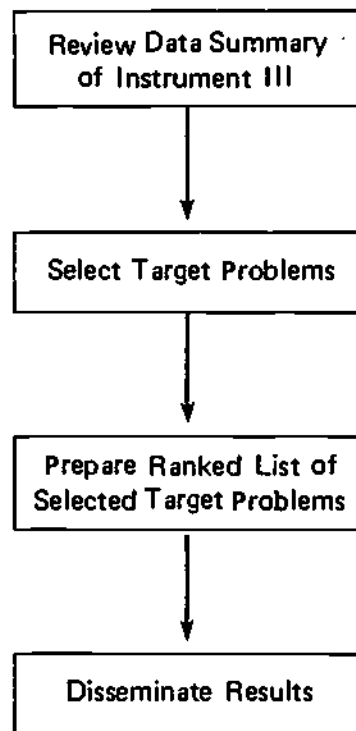 Review Data Summary
of Instrument III
Select Target Problems
Prepare Ranked List of
Selected Target Problems
Disseminate Results